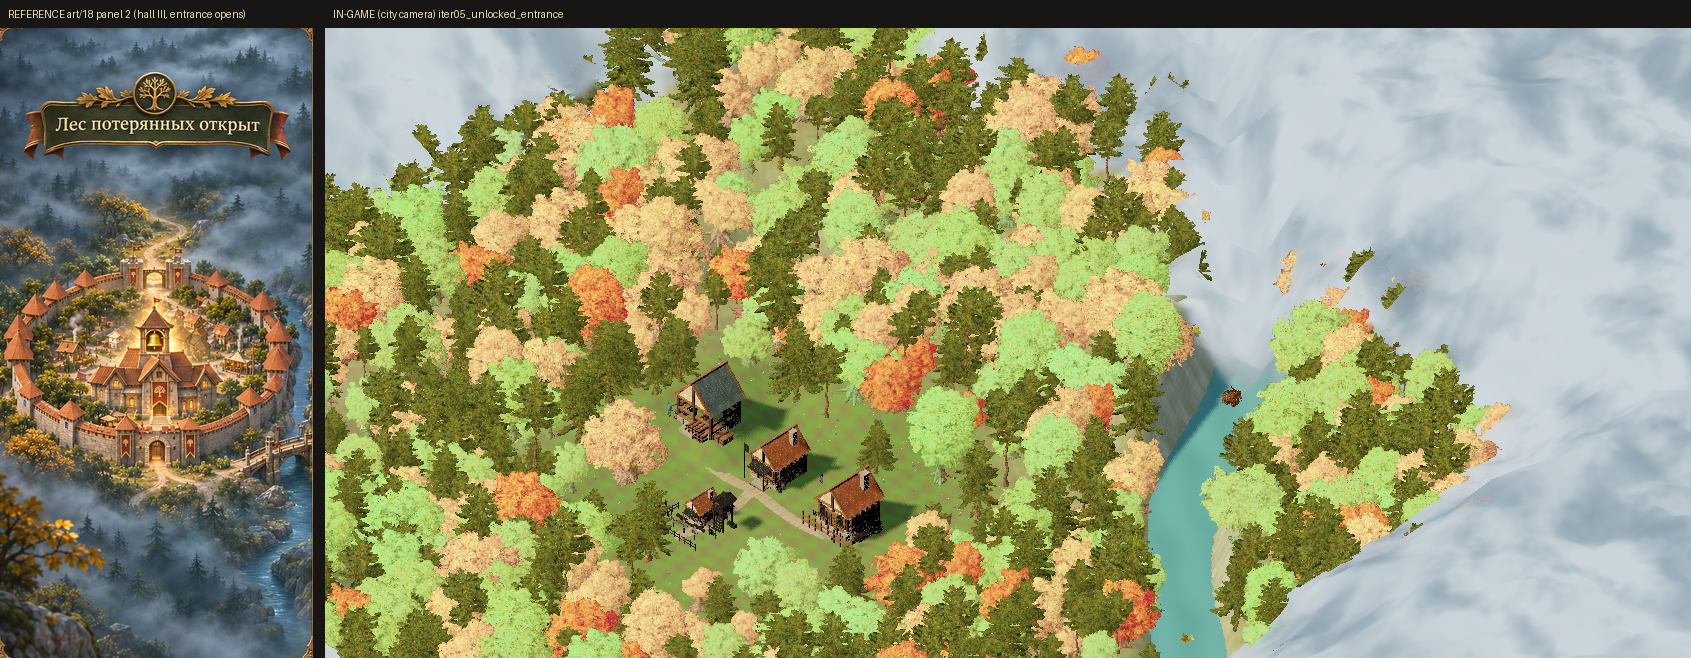 REFERENCE art/18 panel 2 (hall III, entrance opens)
IN-GAME (city camera) iter05_unlocked_entrance
Лес потерянных открыт